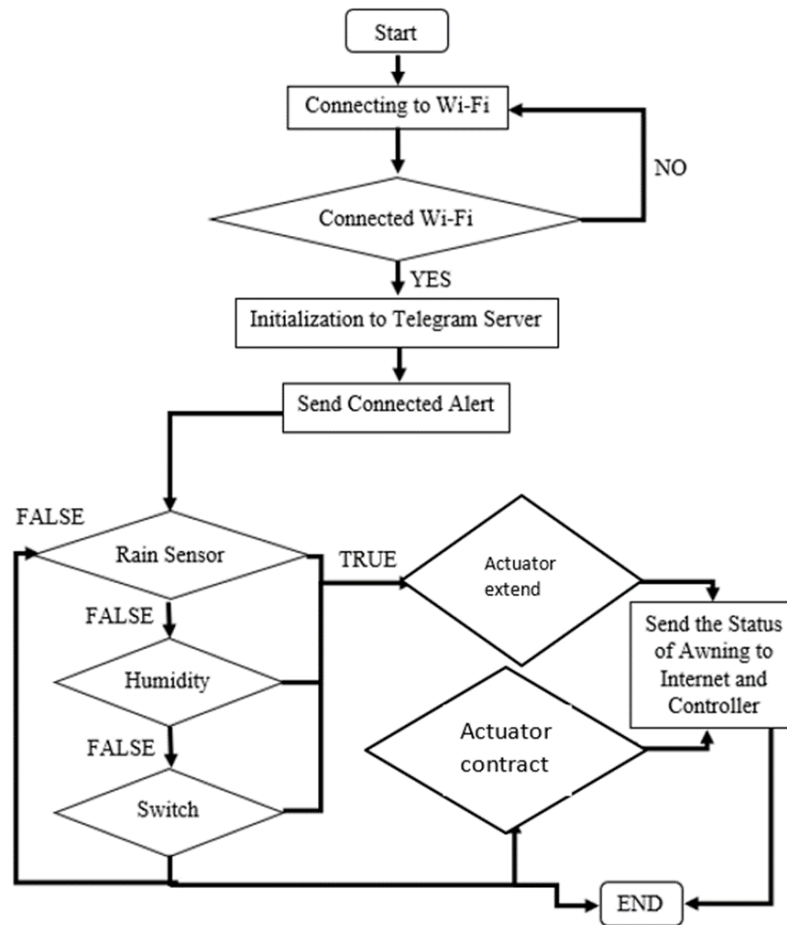 Start
Connecting to Wi-Fi
NO
Connected Wi-Fi
YES
Initialization to Telegram Server
Send Connected Alert
FALSE
Rain Sensor
TRUE
Actuator
extend
FALSE
Send the Status
of Awning to
Internet and
Controller
Humidity
Actuator
contract
FALSE
Switch
END